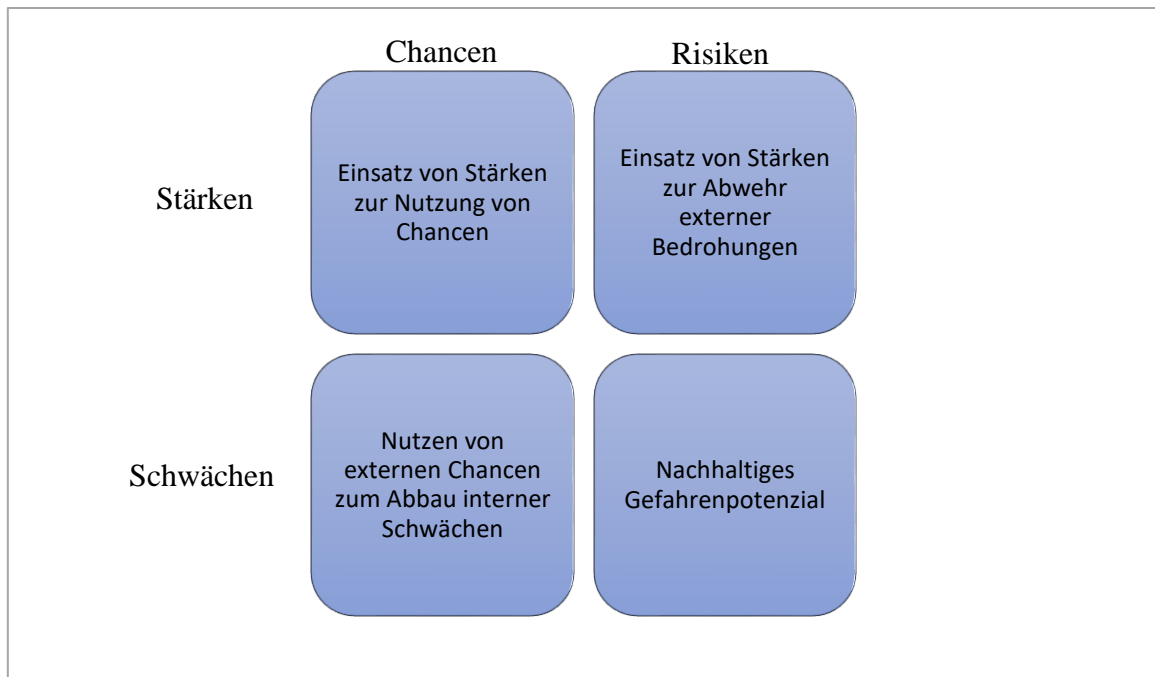 Chancen
Risiken
Stärken
Einsatz von Stärken
zur Nutzung von
Chancen
Einsatz von Stärken
zur Abwehr
externer
Bedrohungen
Schwächen
Nutzen von
externen Chancen
zum Abbau interner
Schwächen
Nachhaltiges
Gefahrenpotenzial